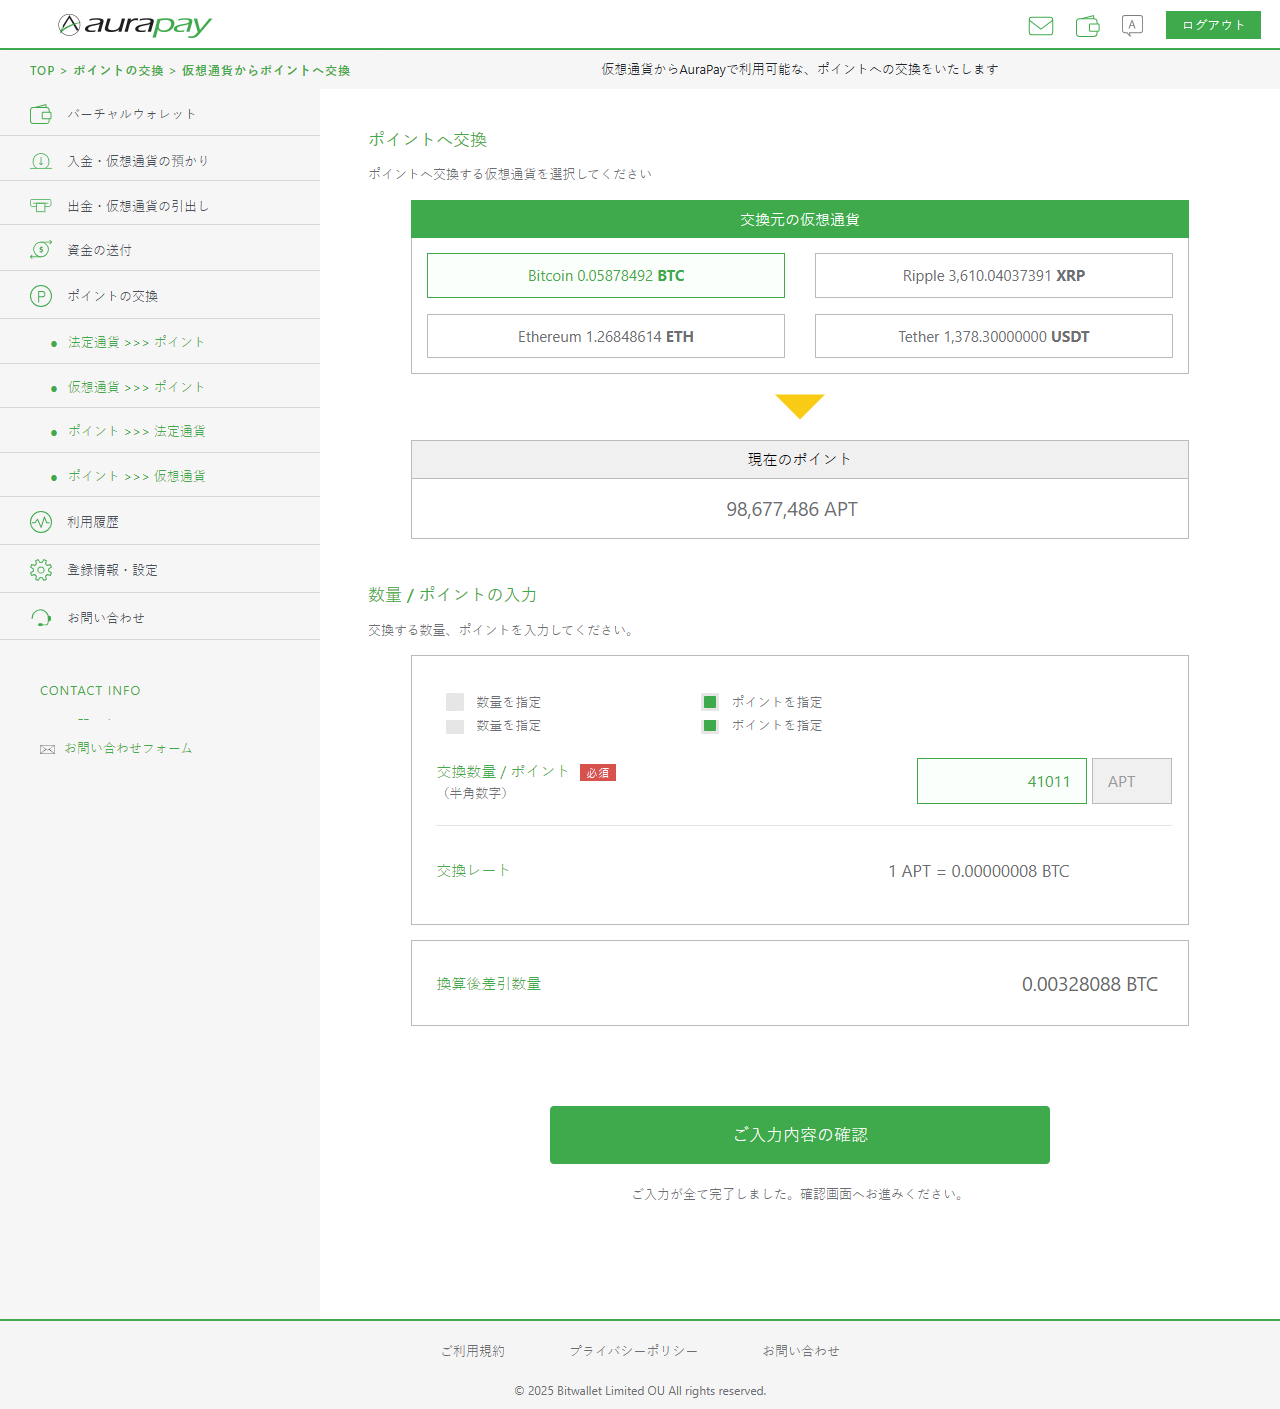 aurapay
A
ログアウト
TOP > ポイントの交換 > 仮想通貨からポイントへ交換
仮想通貨からAuraPayで利用可能な、ポイントへの交換をいたします
バーチャルウォレット
入金・仮想通貨の預かり
出金・仮想通貨の引出し
資金の送付
ポイントの交換
法定通貨 >>> ポイント
仮想通貨 >>> ポイント
ポイント >>> 法定通貨
ポイント >>> 仮想通貨
利用履歴
登録情報・設定
お問い合わせ
CONTACT INFO
お問い合わせフォーム
ポイントへ交換
ポイントへ交換する仮想通貨を選択してください
交換元の仮想通貨
Bitcoin 0.05878492 BTC
Ripple 3,610.04037391 XRP
Ethereum 1.26848614 ETH
Tether 1,378.30000000 USDT
現在のポイント
98,677,486 APT
数量 / ポイントの入力
交換する数量、ポイントを入力してください。
数量を指定
ポイントを指定
数量を指定
ポイントを指定
交換数量 / ポイント 必須
（半角数字）
41011
APT
交換レート
1 APT = 0.00000008 BTC
換算後差引数量
0.00328088 BTC
ご入力内容の確認
ご入力が全て完了しました。確認画面へお進みください。
ご利用規約
プライバシーポリシー
お問い合わせ
© 2025 Bitwallet Limited OU All rights reserved.